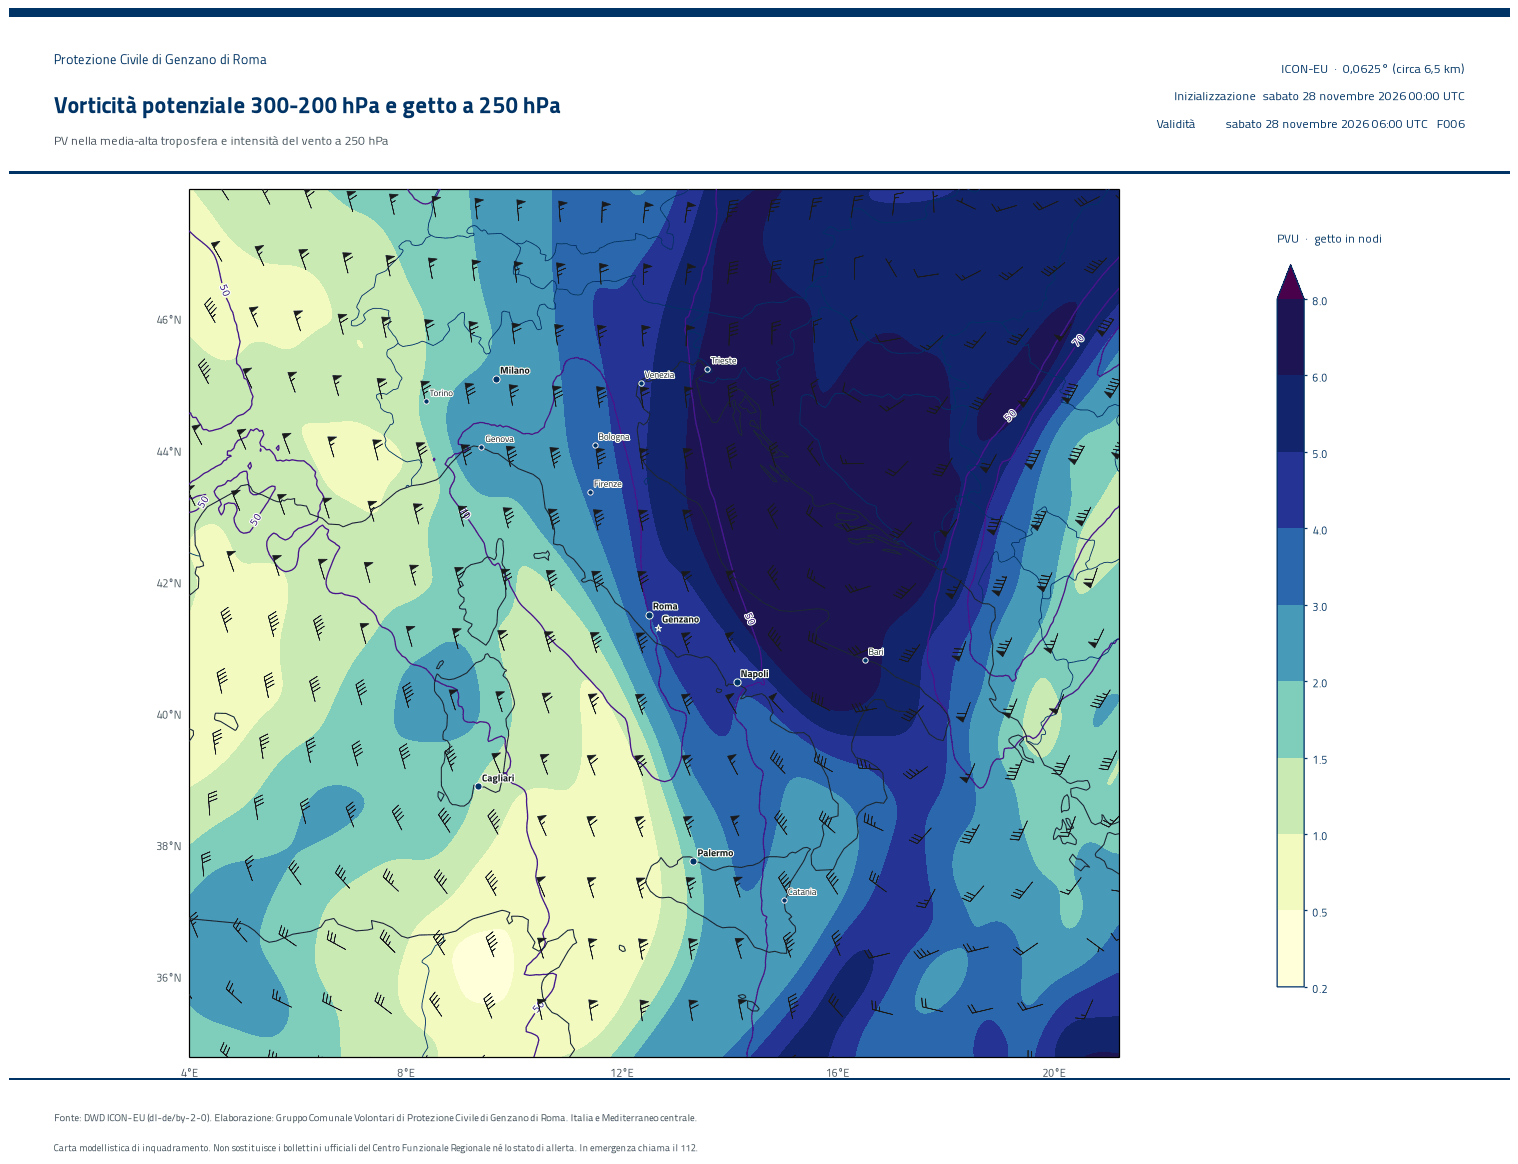 Protezione Civile di Genzano di Roma
Vorticità potenziale 300-200 hPa e getto a 250 hPa
PV nella media-alta troposfera e intensità del vento a 250 hPa
ICON-EU · 0,0625° (circa 6,5 km)
Inizializzazione sabato 28 novembre 2026 00:00 UTC
Validità sabato 28 novembre 2026 06:00 UTC F006
PVU · getto in nodi
8.0
6.0
5.0
4.0
3.0
2.0
1.5
1.0
0.5
0.2
46°N
44°N
42°N
40°N
38°N
36°N
4°E
8°E
12°E
16°E
20°E
50
70
50
50
50
50
50
Milano
Torino
Trieste
Venezia
Genova
Bologna
Firenze
Roma
Genzano
Napoli
Bari
Cagliari
Palermo
Catania
Fonte: DWD ICON-EU (dl-de/by-2-0). Elaborazione: Gruppo Comunale Volontari di Protezione Civile di Genzano di Roma. Italia e Mediterraneo centrale.
Carta modellistica di inquadramento. Non sostituisce i bollettini ufficiali del Centro Funzionale Regionale né lo stato di allerta. In emergenza chiama il 112.